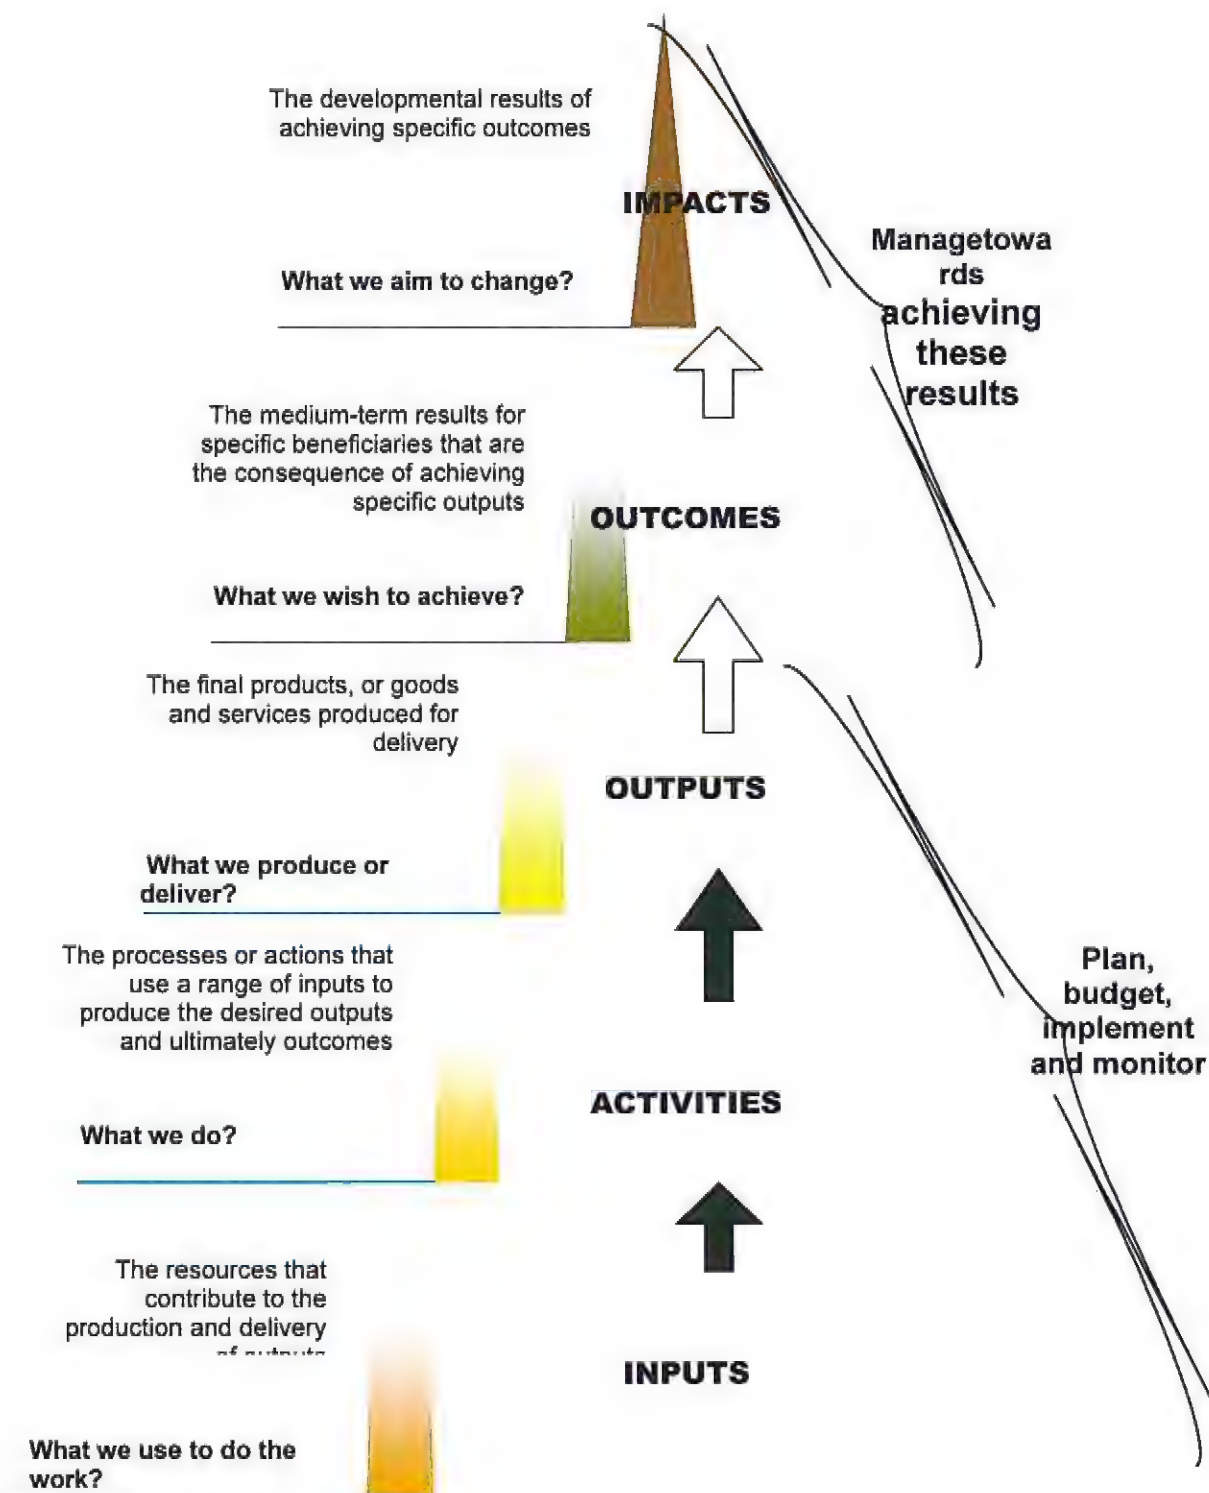 The developmental results of
achieving specific outcomes
IMPACTS
What we aim to change?
Managetowa
rds
achieving
these
results
The medium-term results for
specific beneficiaries that are
the consequence of achieving
specific outputs
OUTCOMES
What we wish to achieve?
The final products, or goods
and services produced for
delivery
OUTPUTS
What we produce or
deliver?
The processes or actions that
use a range of inputs to
produce the desired outputs
and ultimately outcomes
Plan,
budget,
implement
and monitor
ACTIVITIES
What we do?
The resources that
contribute to the
production and delivery
of outputs
INPUTS
What we use to do the
work?